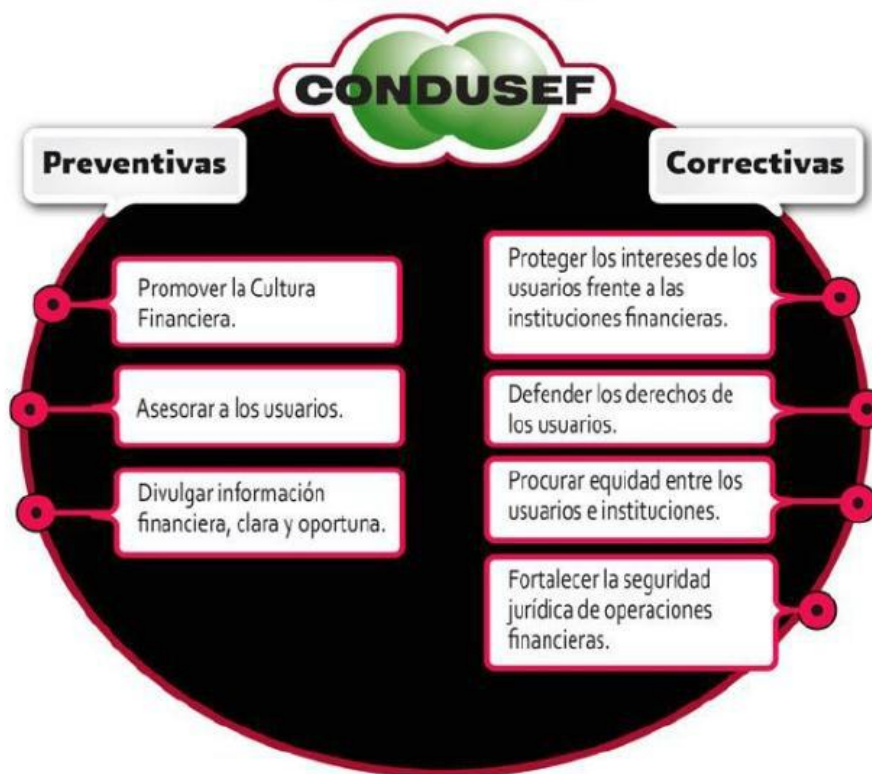 CONDUSEF
Preventivas
Promover la Cultura
Financiera.
Asesorar a los usuarios.
Divulgar información
financiera, clara y oportuna.
Correctivas
Proteger los intereses de los
usuarios frente a las
instituciones financieras.
Defender los derechos de
los usuarios.
Procurar equidad entre los
usuarios e instituciones.
Fortalecer la seguridad
jurídica de operaciones
financieras.